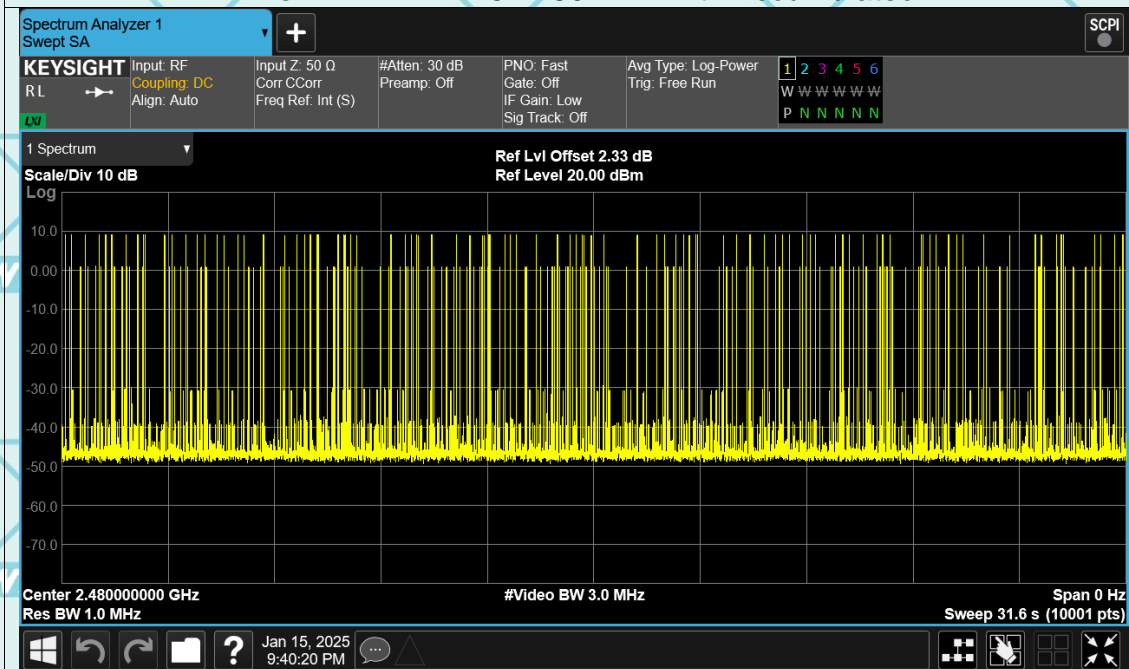 Spectrum Analyzer 1
Swept SA
SCPI
KEYSIGHT
RL
LXI
Input: RF
Coupling: DC
Align: Auto
Input Z: 50 Ω
Corr CCorr
Freq Ref: Int (S)
#Atten: 30 dB
Preamp: Off
PNO: Fast
Gate: Off
IF Gain: Low
Sig Track: Off
Avg Type: Log-Power
Trig: Free Run
1 2 3 4 5 6
W W W W W W
P N N N N N
1 Spectrum
Scale/Div 10 dB
Log
Ref Lvl Offset 2.33 dB
Ref Level 20.00 dBm
10.0
0.00
-10.0
-20.0
-30.0
-40.0
-50.0
-60.0
-70.0
Center 2.480000000 GHz
#Video BW 3.0 MHz
Span 0 Hz
Res BW 1.0 MHz
Sweep 31.6 s (10001 pts)
Jan 15, 2025
9:40:20 PM